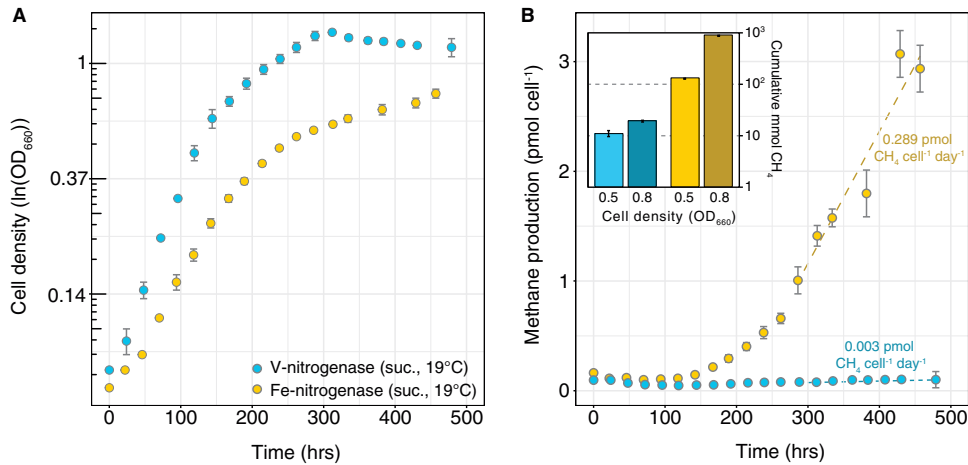 A
Cell density (ln(OD660))
1
0.37
0.14
V-nitrogenase (suc., 19°C)
Fe-nitrogenase (suc., 19°C)
0 100 200 300 400 500
Time (hrs)
B
Methane production (pmol cell-1)
3
2
1
0
0.289 pmol
CH4 cell-1 day-1
0.003 pmol
CH4 cell-1 day-1
0 100 200 300 400 500
Time (hrs)
Cumulative mmol CH4
10³
10²
10
1
0.5 0.8 0.5 0.8
Cell density (OD660)